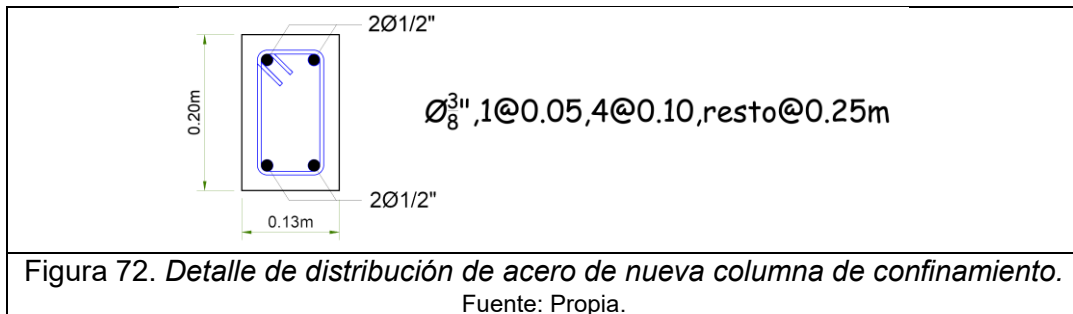 2Ø1/2"
0.20m
Ø3/8",1@0.05,4@0.10,resto@0.25m
2Ø1/2"
0.13m
Figura 72. Detalle de distribución de acero de nueva columna de confinamiento.
Fuente: Propia.